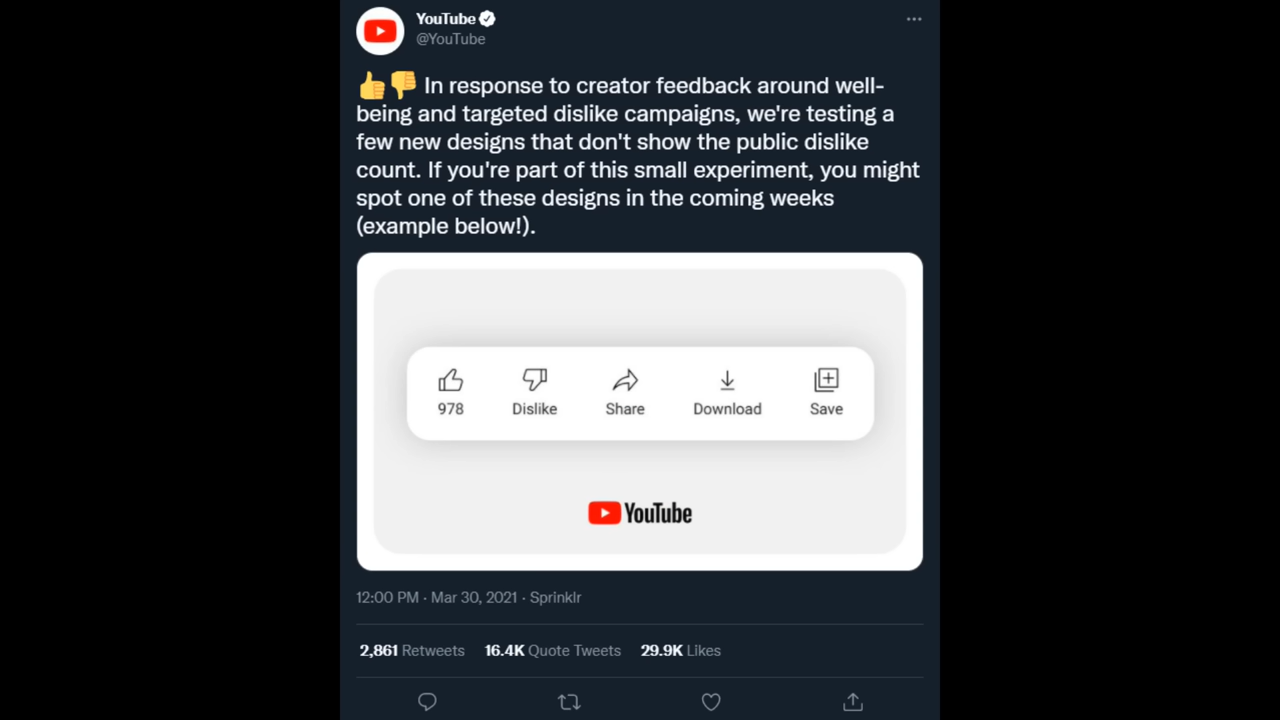 YouTube
@YouTube
👍👎 In response to creator feedback around well-
being and targeted dislike campaigns, we're testing a
few new designs that don't show the public dislike
count. If you're part of this small experiment, you might
spot one of these designs in the coming weeks
(example below!).
978 Dislike Share Download Save
YouTube
12:00 PM · Mar 30, 2021 · Sprinklr
2,861 Retweets 16.4K Quote Tweets 29.9K Likes